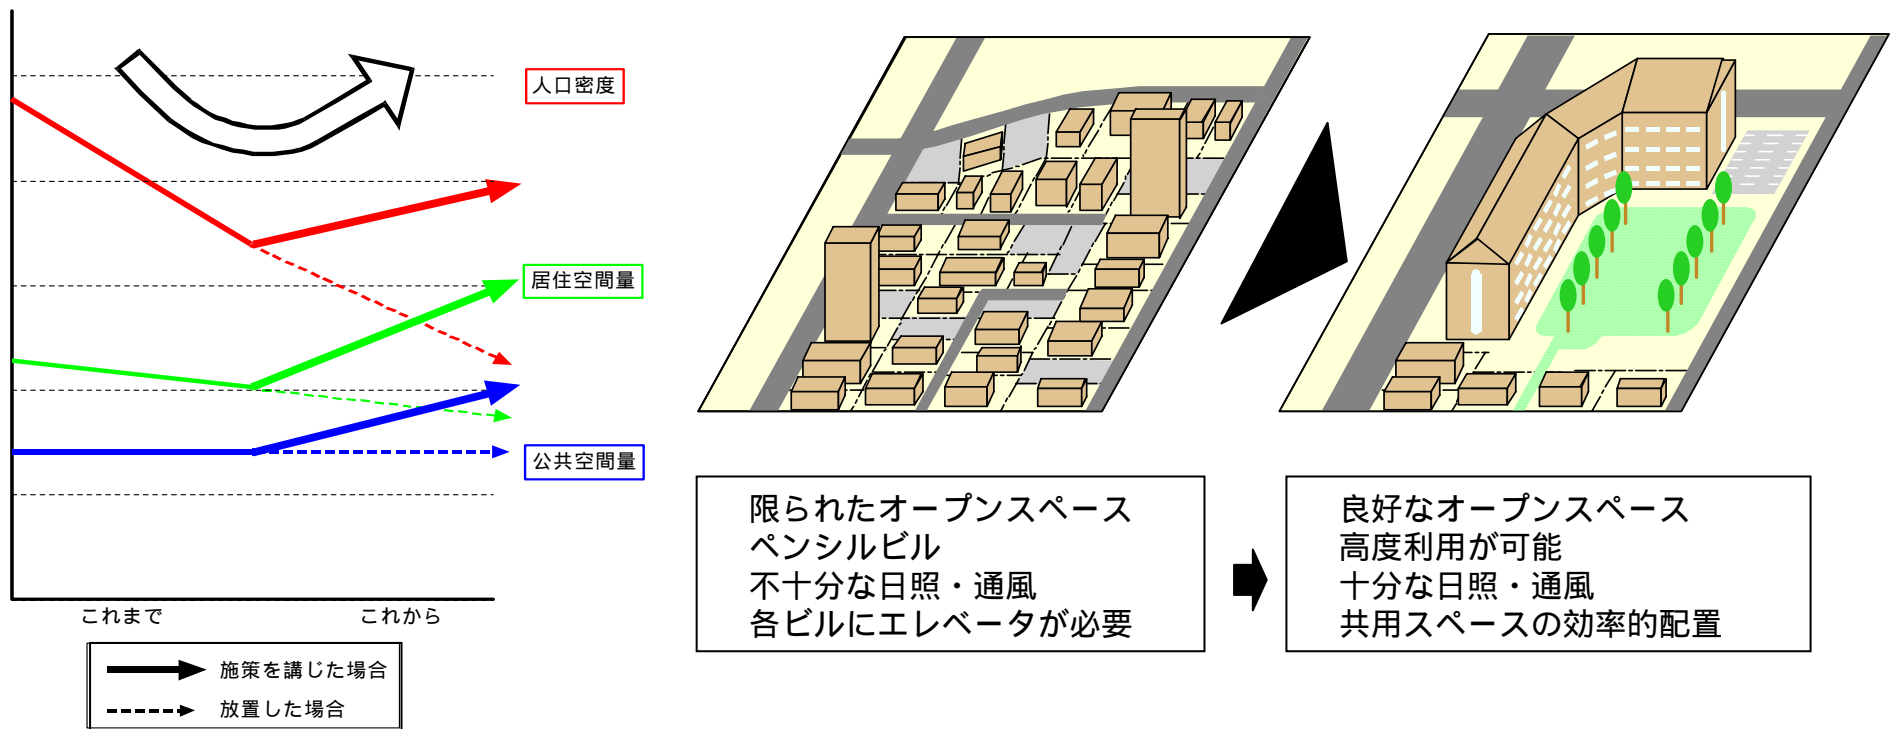 人口密度
居住空間量
公共空間量
これまで
これから
施策を講じた場合
放置した場合
限られたオープンスペース
ペンシルビル
不十分な日照・通風
各ビルにエレベータが必要
良好なオープンスペース
高度利用が可能
十分な日照・通風
共用スペースの効率的配置